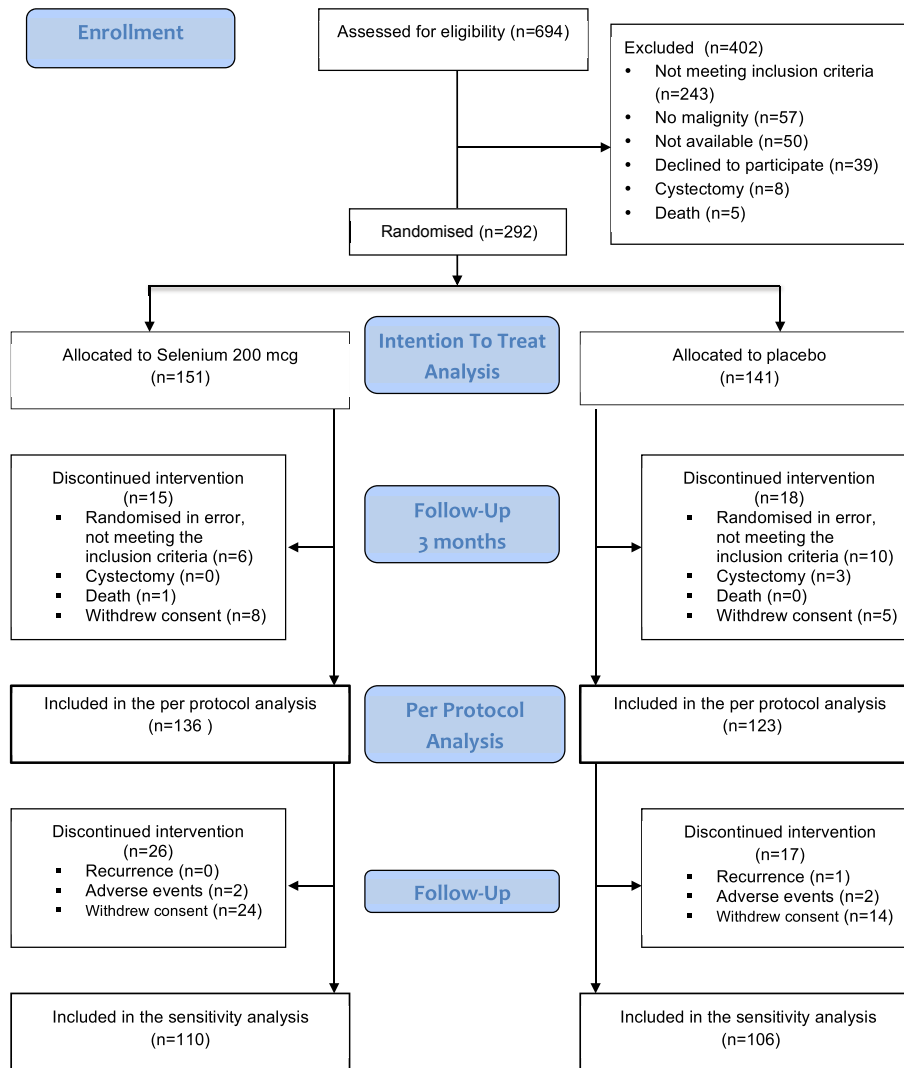 Enrollment
Assessed for eligibility (n=694)
Excluded (n=402)
• Not meeting inclusion criteria
(n=243)
• No malignity (n=57)
• Not available (n=50)
• Declined to participate (n=39)
• Cystectomy (n=8)
• Death (n=5)
Randomised (n=292)
Allocated to Selenium 200 mcg
(n=151)
Intention To Treat
Analysis
Allocated to placebo
(n=141)
Discontinued intervention
(n=15)
▪ Randomised in error,
not meeting the
inclusion criteria (n=6)
▪ Cystectomy (n=0)
▪ Death (n=1)
▪ Withdrew consent (n=8)
Follow-Up
3 months
Discontinued intervention
(n=18)
▪ Randomised in error,
not meeting the
inclusion criteria (n=10)
▪ Cystectomy (n=3)
▪ Death (n=0)
▪ Withdrew consent (n=5)
Included in the per protocol analysis
(n=136 )
Per Protocol
Analysis
Included in the per protocol analysis
(n=123)
Discontinued intervention
(n=26)
▪ Recurrence (n=0)
▪ Adverse events (n=2)
▪ Withdrew consent (n=24)
Follow-Up
Discontinued intervention
(n=17)
▪ Recurrence (n=1)
▪ Adverse events (n=2)
▪ Withdrew consent (n=14)
Included in the sensitivity analysis
(n=110)
Included in the sensitivity analysis
(n=106)